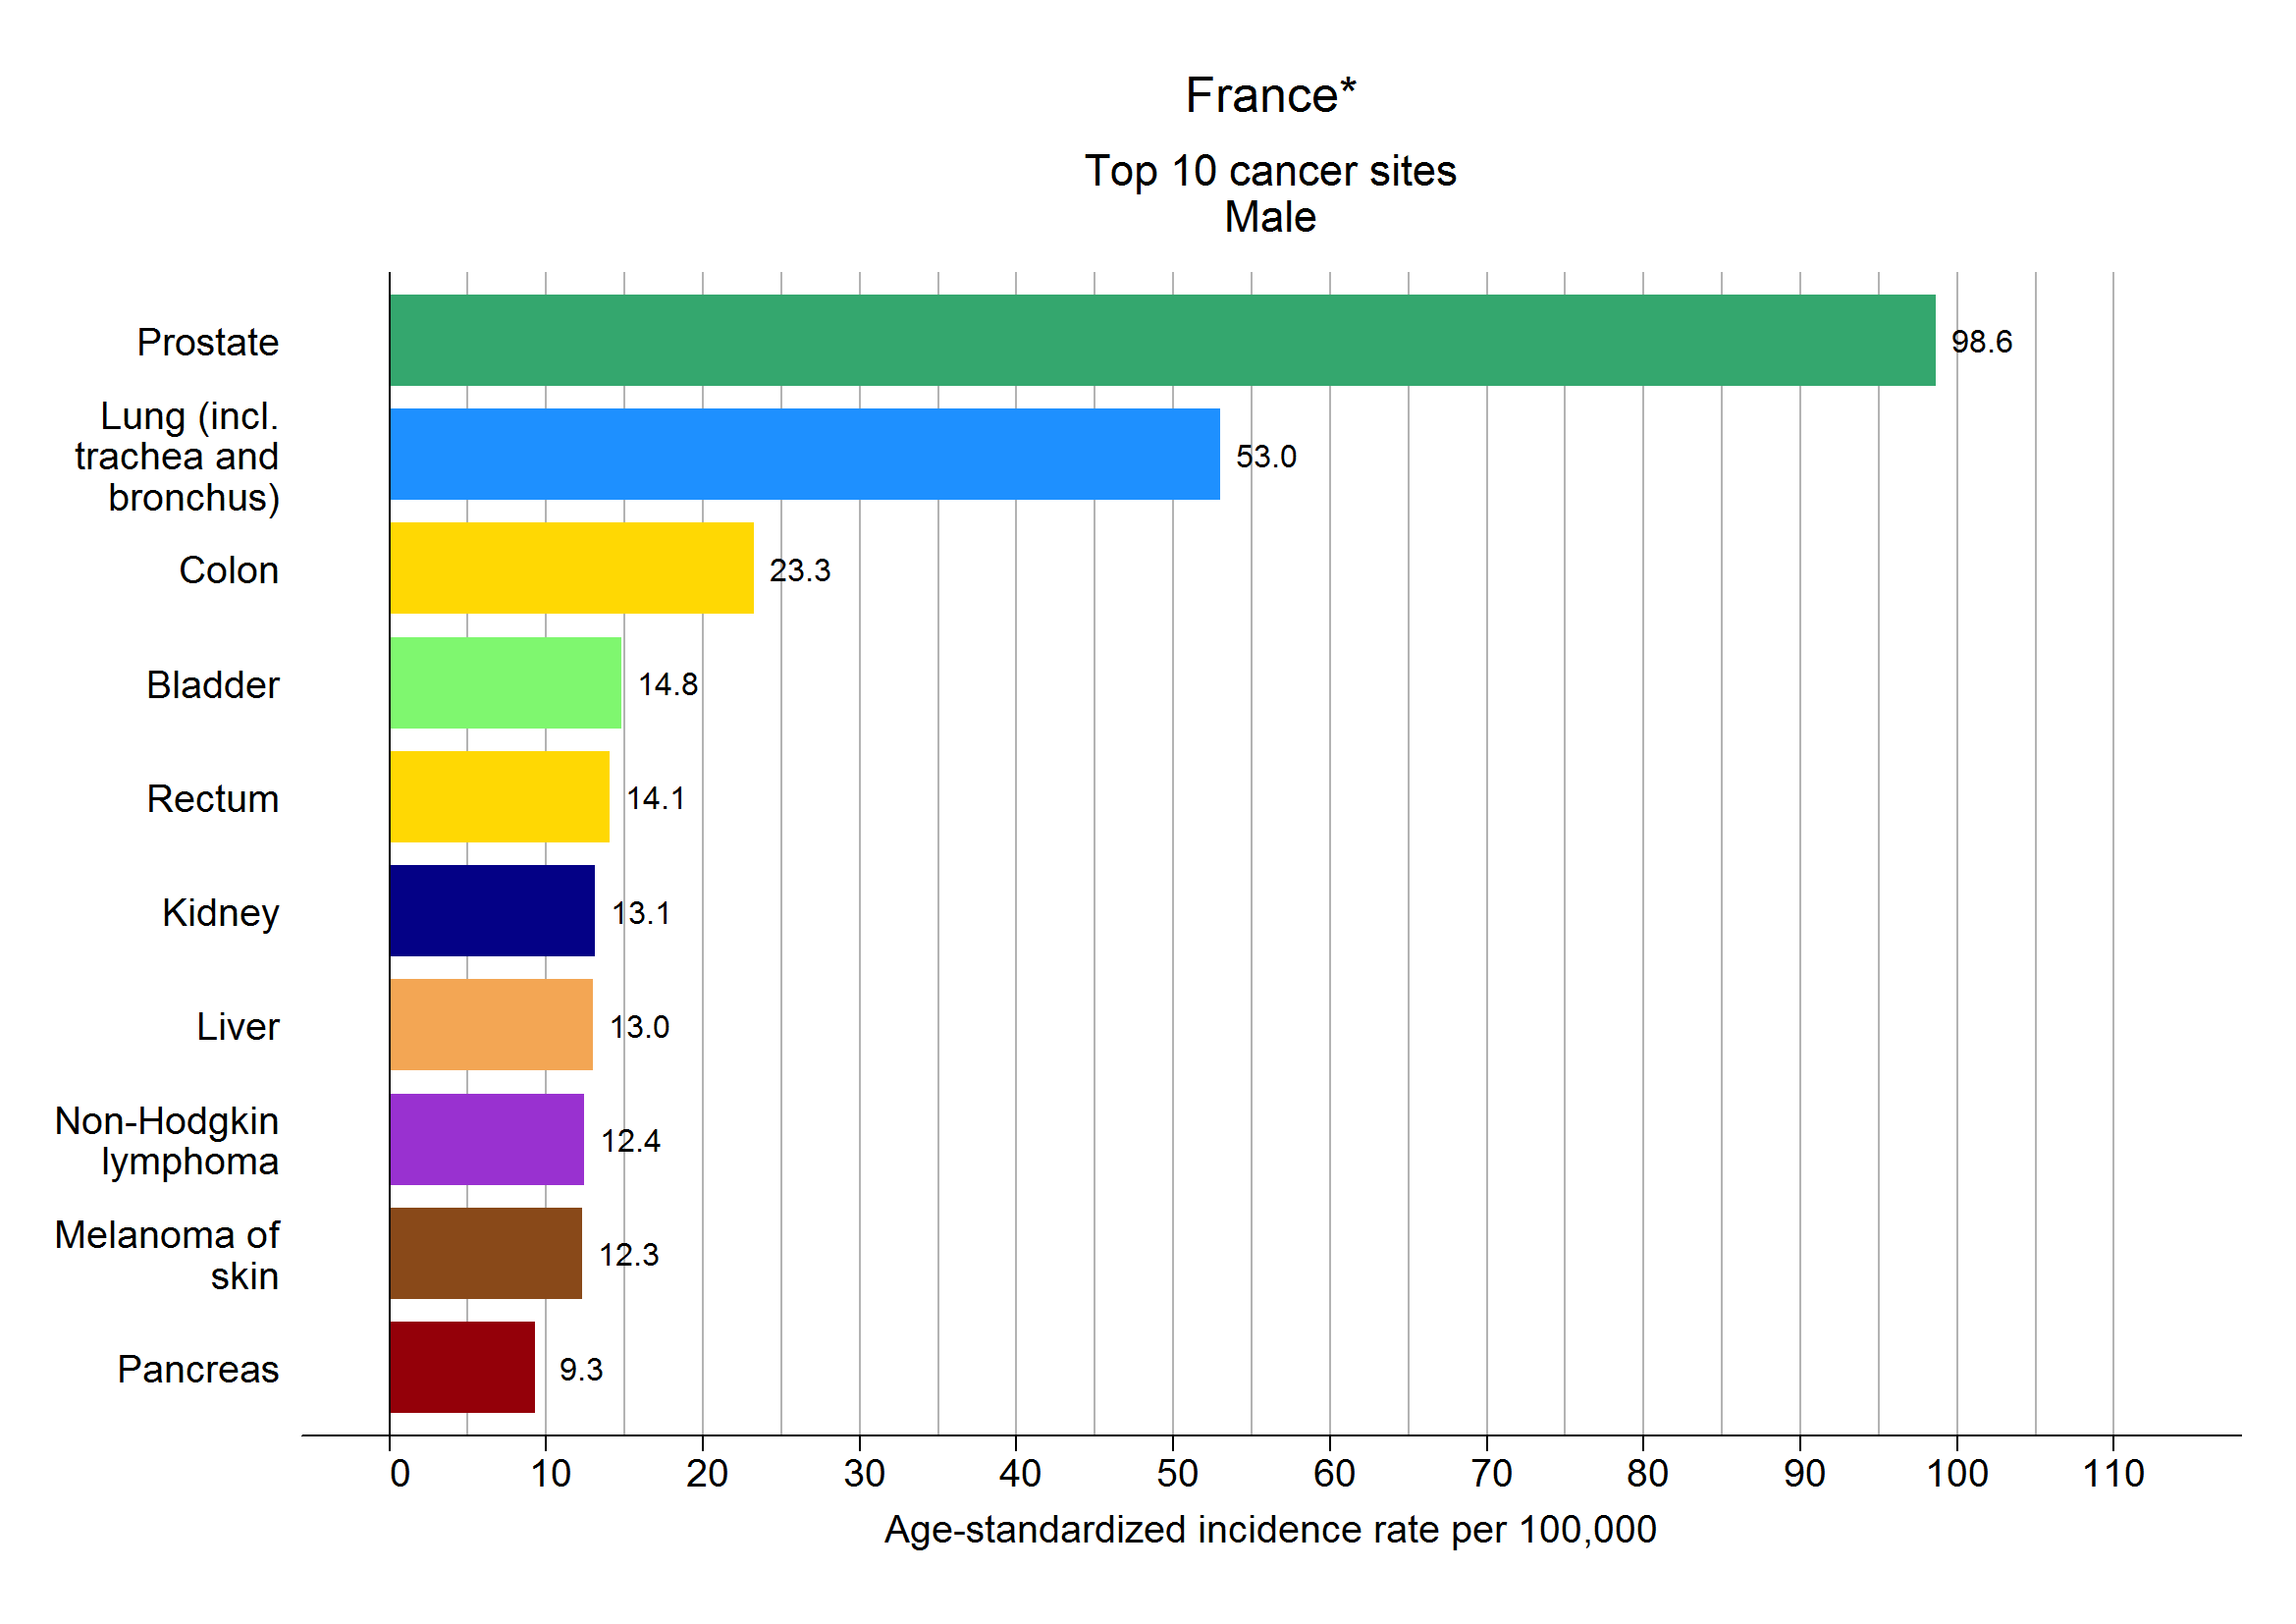 France*
Top 10 cancer sites
Male
Prostate
98.6
Lung (incl.
trachea and
bronchus)
53.0
Colon
23.3
Bladder
14.8
Rectum
14.1
Kidney
13.1
Liver
13.0
Non-Hodgkin
lymphoma
12.4
Melanoma of
skin
12.3
Pancreas
9.3
0 10 20 30 40 50 60 70 80 90 100 110
Age-standardized incidence rate per 100,000